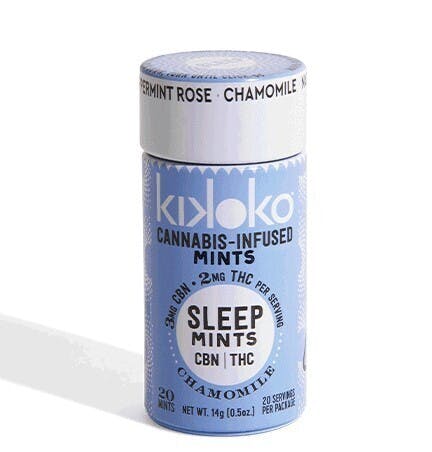 PERMINT ROSE · CHAMOMILE ·
kikoko™
CANNABIS-INFUSED
MINTS
3MG CBN • 2MG THC PER SERVING
SLEEP
MINTS
CBN | THC
CHAMOMILE
20
MINTS
NET WT. 14g (0.5oz.)
20 SERVINGS
PER PACKAGE